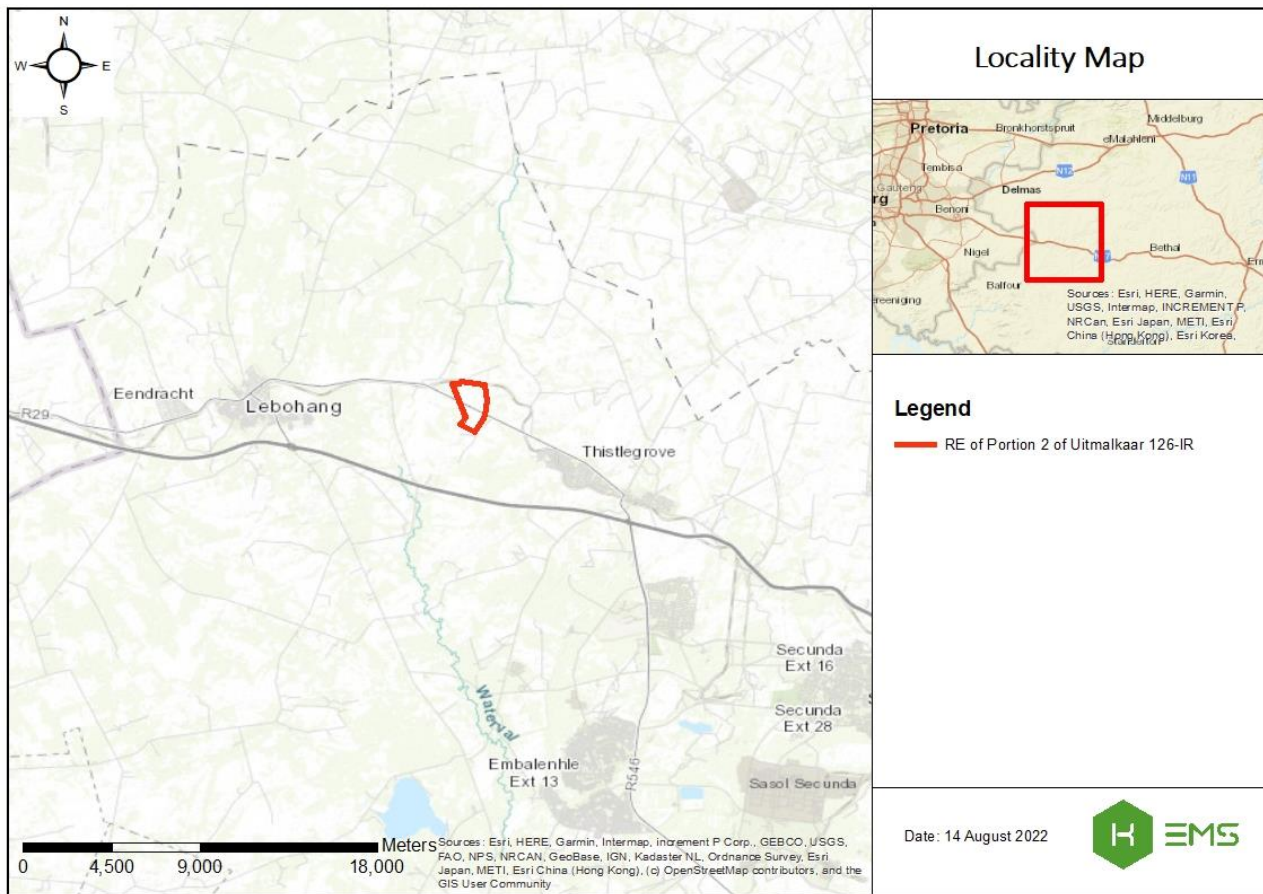 N
W E
S
Eendracht
R29
Lebohang
Thistlegrove
Waterval
Secunda
Ext 16
Secunda
Ext 28
Embalenhle
Ext 13
R546
Sasol Secunda
0 4,500 9,000 18,000
Meters
Sources: Esri, HERE, Garmin, Intermap, increment P Corp., GEBCO, USGS,
FAO, NPS, NRCAN, GeoBase, IGN, Kadaster NL, Ordnance Survey, Esri
Japan, METI, Esri China (Hong Kong), (c) OpenStreetMap contributors, and the
GIS User Community
Locality Map
Middelburg
Pretoria
Bronkhorstspruit
eMalahleni
Tembisa
N12
N11
Gauteng
Delmas
rg
Benoni
Bethal
Nigel
Balfour
ereeniging
Sources: Esri, HERE, Garmin,
USGS, Intermap, INCREMENT P,
NRCan, Esri Japan, METI, Esri
China (Hong Kong), Esri Korea,
Legend
RE of Portion 2 of Uitmalkaar 126-IR
Date: 14 August 2022
K EMS